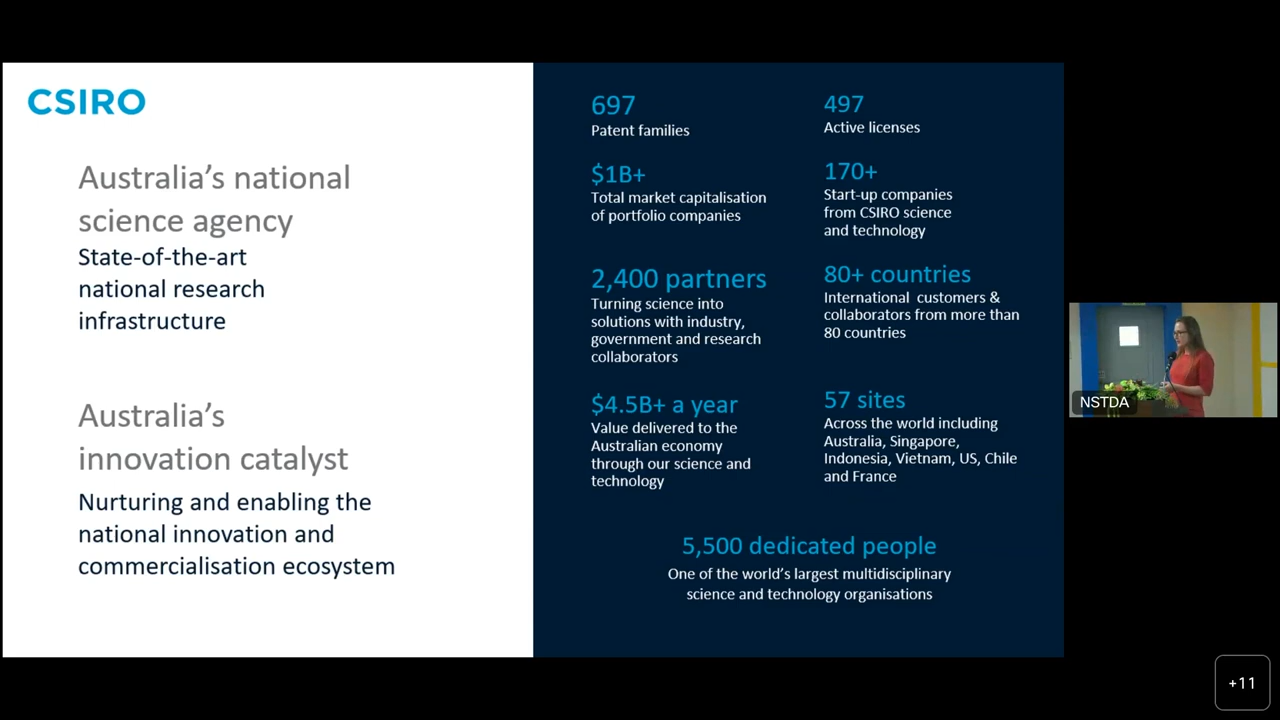 CSIRO
Australia's national
science agency
State-of-the-art
national research
infrastructure
Australia's
innovation catalyst
Nurturing and enabling the
national innovation and
commercialisation ecosystem
697
Patent families
497
Active licenses
$1B+
Total market capitalisation
of portfolio companies
170+
Start-up companies
from CSIRO science
and technology
2,400 partners
Turning science into
solutions with industry,
government and research
collaborators
80+ countries
International customers &
collaborators from more than
80 countries
$4.5B+ a year
Value delivered to the
Australian economy
through our science and
technology
57 sites
Across the world including
Australia, Singapore,
Indonesia, Vietnam, US, Chile
and France
5,500 dedicated people
One of the world's largest multidisciplinary
science and technology organisations
NSTDA
+11